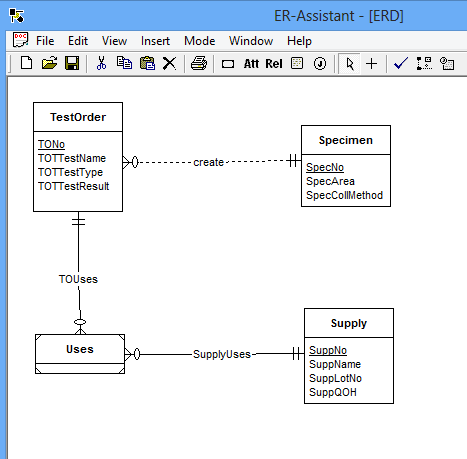 ER-Assistant - [ERD]
File Edit View Insert Mode Window Help
Att Rel
TestOrder
TONo
TOTTestName
TOTTestType
TOTTestResult
create
Specimen
SpecNo
SpecArea
SpecCollMethod
TOUses
Uses
SupplyUses
Supply
SuppNo
SuppName
SuppLotNo
SuppQOH